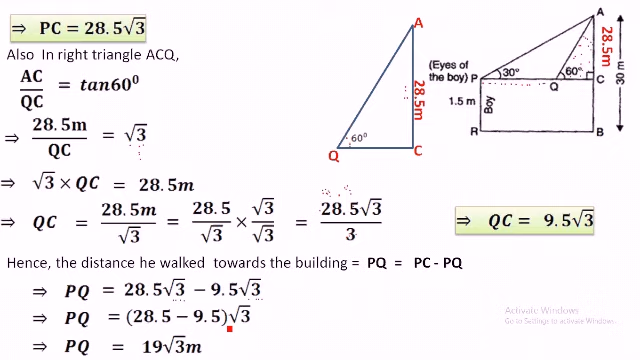 ⇒ PC = 28.5√3
Also In right triangle ACQ,
AC/QC = tan60⁰
⇒ 28.5m/QC = √3
⇒ √3 × QC = 28.5m
⇒ QC = 28.5m/√3 = 28.5/√3 × √3/√3 = 28.5√3/3
⇒ QC = 9.5√3
Hence, the distance he walked towards the building = PQ = PC - PQ
⇒ PQ = 28.5√3 − 9.5√3
⇒ PQ = (28.5 − 9.5)√3
⇒ PQ = 19√3m
A
28.5m
60⁰
Q
C
A
28.5m
(Eyes of
the boy) P
30°
60°
Q
C
30 m
1.5 m
Boy
R
B
Activate Windows
Go to Settings to activate Windows.